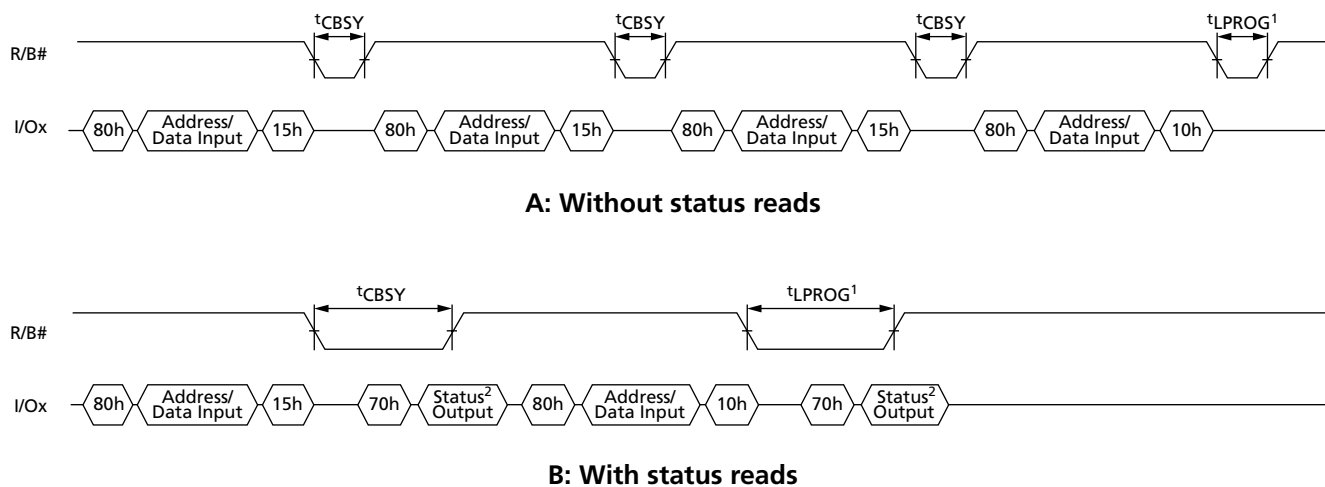 tCBSY tCBSY tCBSY tLPROG1
R/B#
I/Ox 80h Address/Data Input 15h 80h Address/Data Input 15h 80h Address/Data Input 15h 80h Address/Data Input 10h
A: Without status reads
tCBSY tLPROG1
R/B#
I/Ox 80h Address/Data Input 15h 70h Status2 Output 80h Address/Data Input 10h 70h Status2 Output
B: With status reads